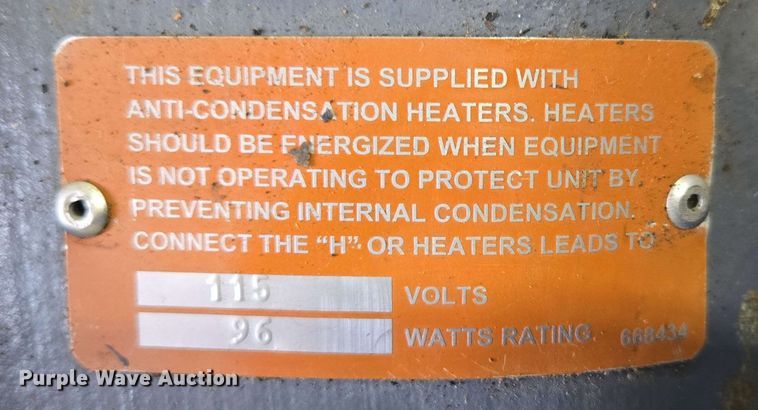 THIS EQUIPMENT IS SUPPLIED WITH
ANTI-CONDENSATION HEATERS. HEATERS
SHOULD BE ENERGIZED WHEN EQUIPMENT
IS NOT OPERATING TO PROTECT UNIT BY
PREVENTING INTERNAL CONDENSATION.
CONNECT THE "H" OR HEATERS LEADS TO
115 VOLTS
96 WATTS RATING 668434
Purple Wave Auction